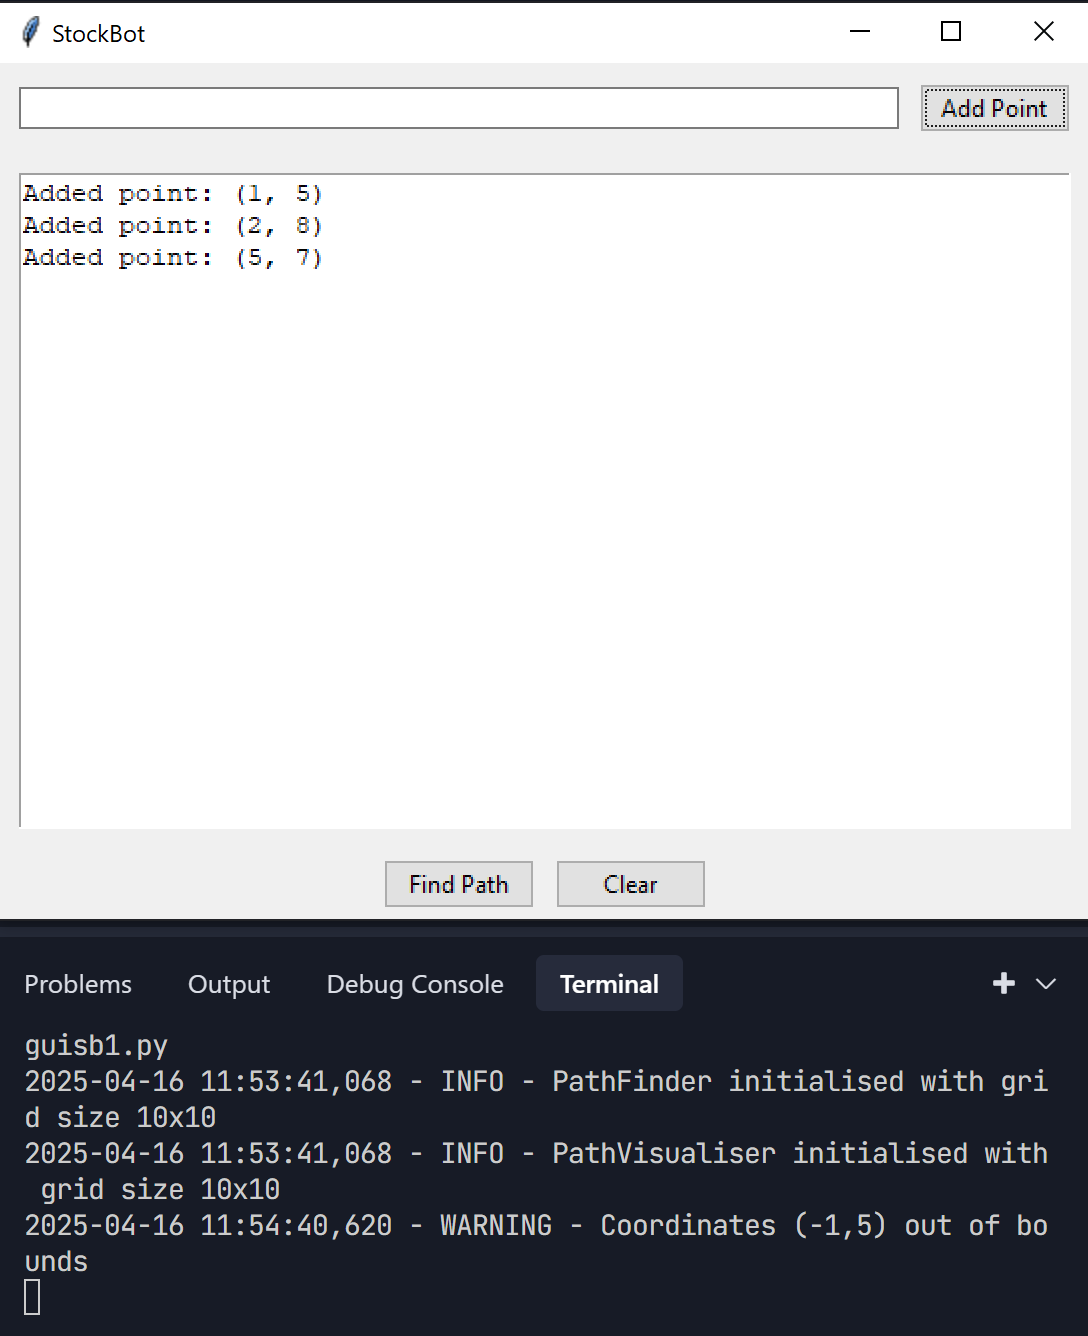 StockBot
Add Point
Added point: (1, 5)
Added point: (2, 8)
Added point: (5, 7)
Find Path Clear
Problems Output Debug Console Terminal
guisb1.py
2025-04-16 11:53:41,068 - INFO - PathFinder initialised with gri
d size 10x10
2025-04-16 11:53:41,068 - INFO - PathVisualiser initialised with
 grid size 10x10
2025-04-16 11:54:40,620 - WARNING - Coordinates (-1,5) out of bo
unds